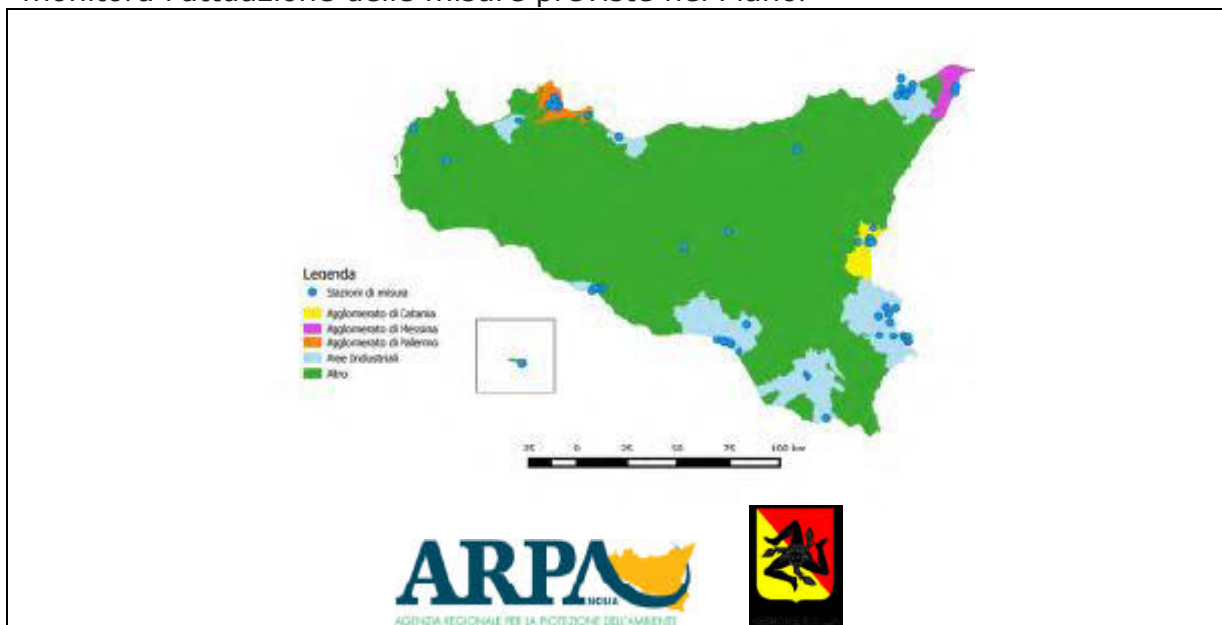 monitora l'attuazione delle misure previste nel Piano.
Legenda
Stazioni di misura
Agglomerato di Catania
Agglomerato di Messina
Agglomerato di Palermo
Aree Industriali
Altro
25 0 25 50 75 100 km
ARPA
SICILIA
AGENZIA REGIONALE PER LA PROTEZIONE DELL'AMBIENTE